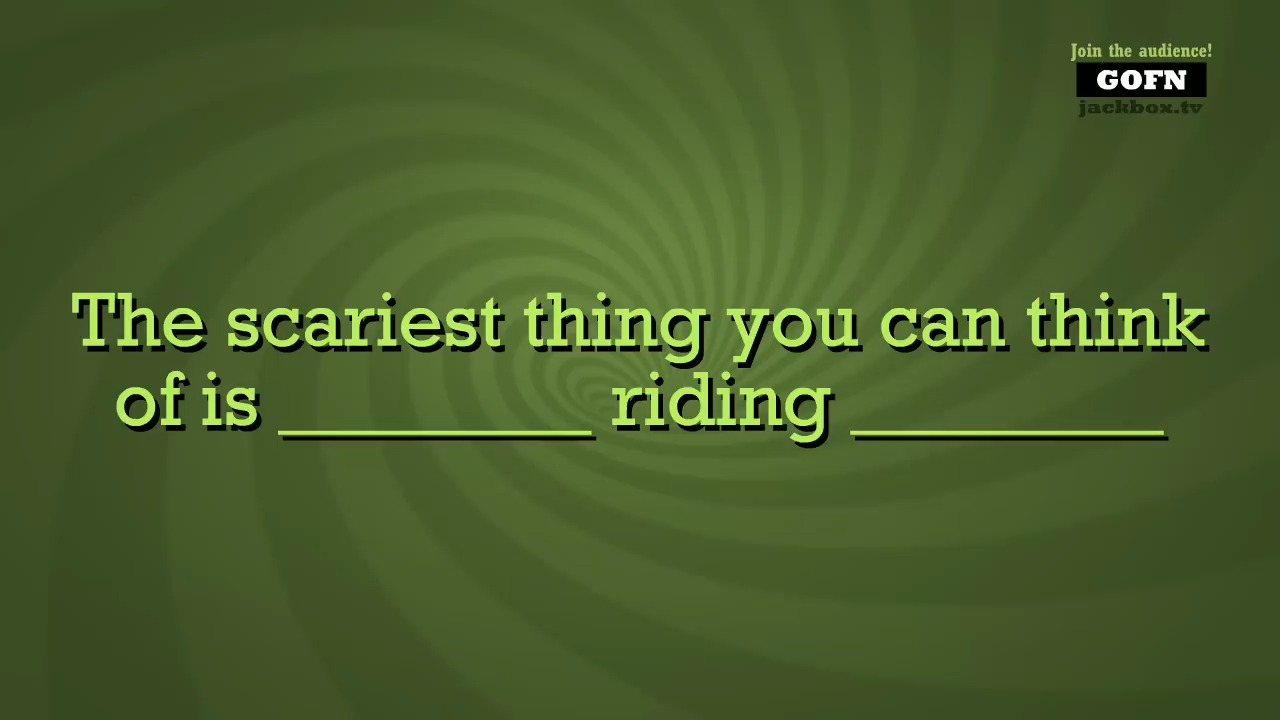 Join the audience!
GOFN
jackbox.tv
The scariest thing you can think
of is ________ riding ________